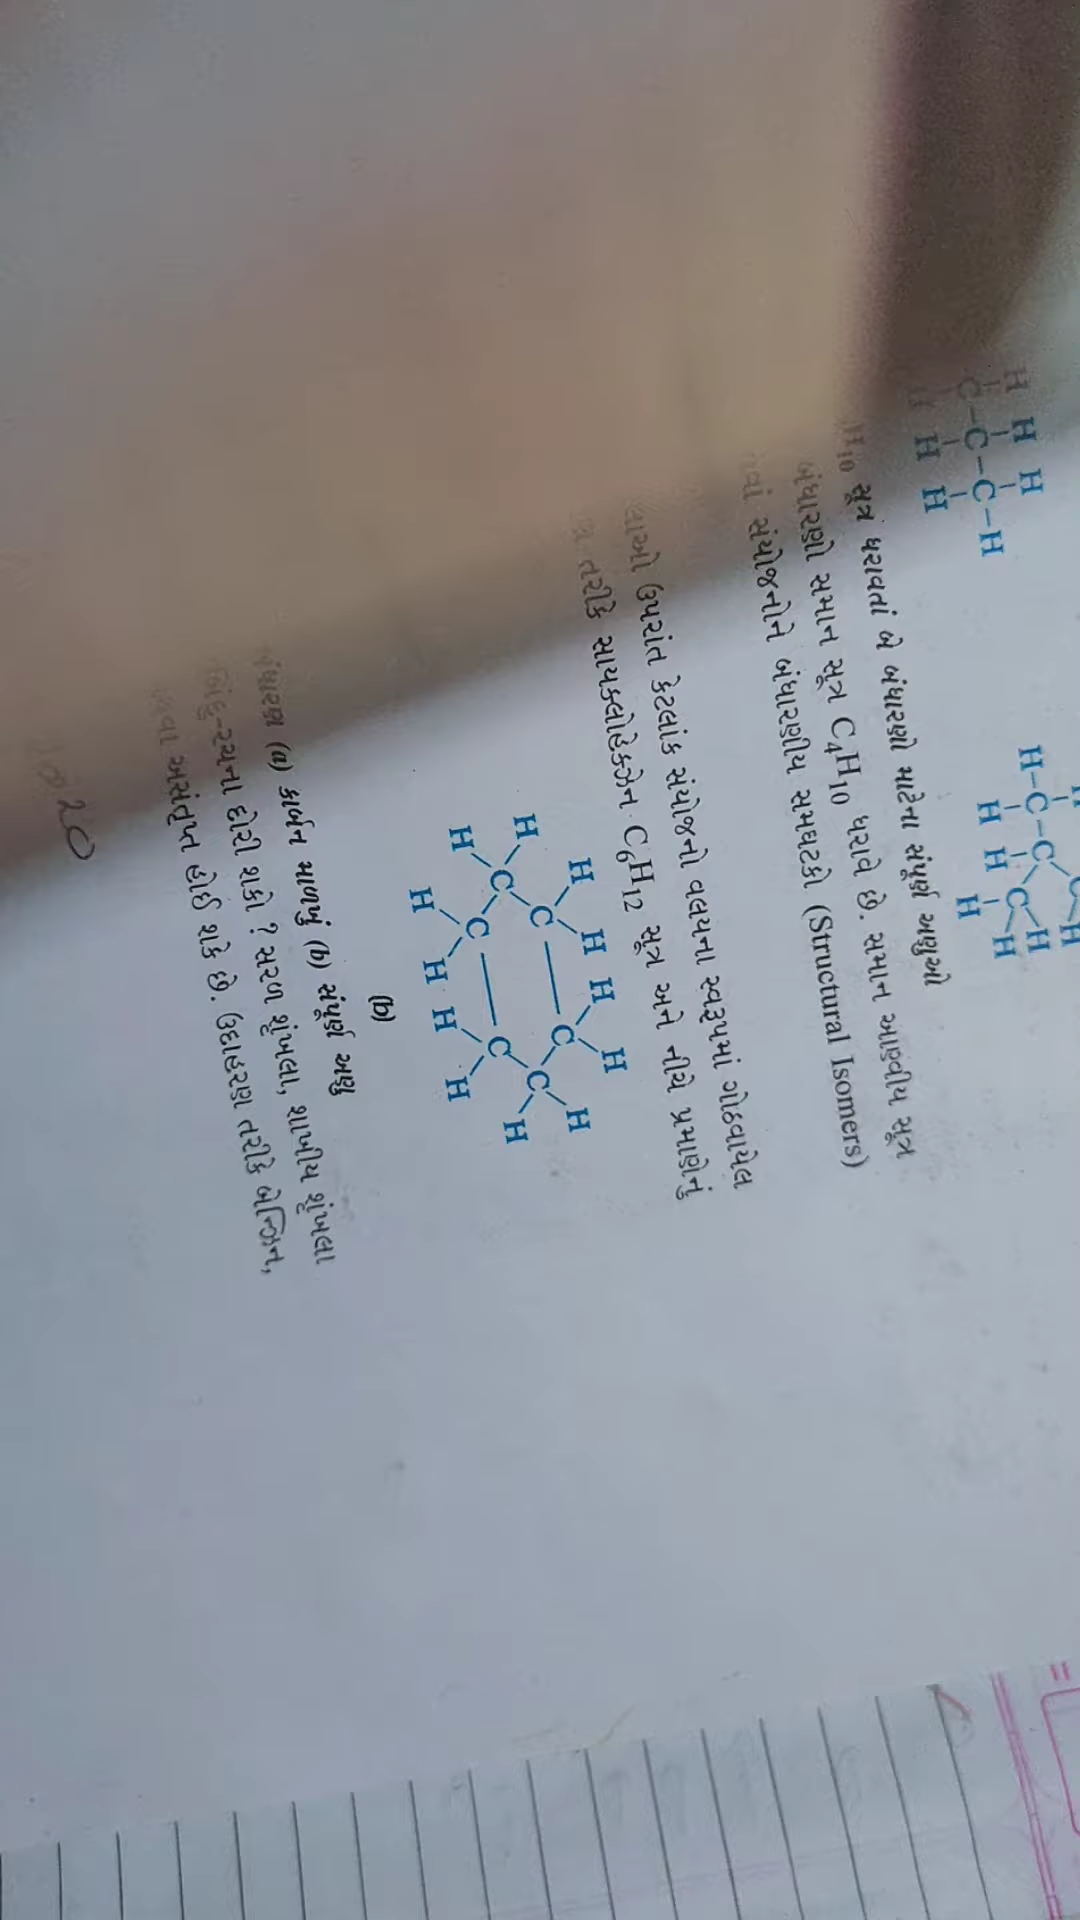 H H H
C-C-C-H
H H
H
H-C-C
C-H
H
H
C-H
H
H
H10 સૂત્ર ધરાવતાં બે બંધારણો માટેના સંપૂર્ણ અણુઓ
બંધારણો સમાન સૂત્ર C4H10 ધરાવે છે. સમાન આણ્વીય સૂત્ર
સંયોજનોને બંધારણીય સમઘટકો (Structural Isomers)
ઉપરાંત કેટલાંક સંયોજનો વલયના સ્વરૂપમાં ગોઠવાયેલ
તરીકે સાયક્લોહેક્ઝેન C6H12 સૂત્ર અને નીચે પ્રમાણેનું
H H H H
H C C H
C C
H C C H
H H H H
(b)
બંધારણ (a) કાર્બન માળખું (b) સંપૂર્ણ અણુ
બિંદુ-રચના દોરી શકો ? સરળ શૃંખલા, શાખીય શૃંખલા
અસંતૃપ્ત હોઈ શકે છે. ઉદાહરણ તરીકે બેન્ઝિન,
20